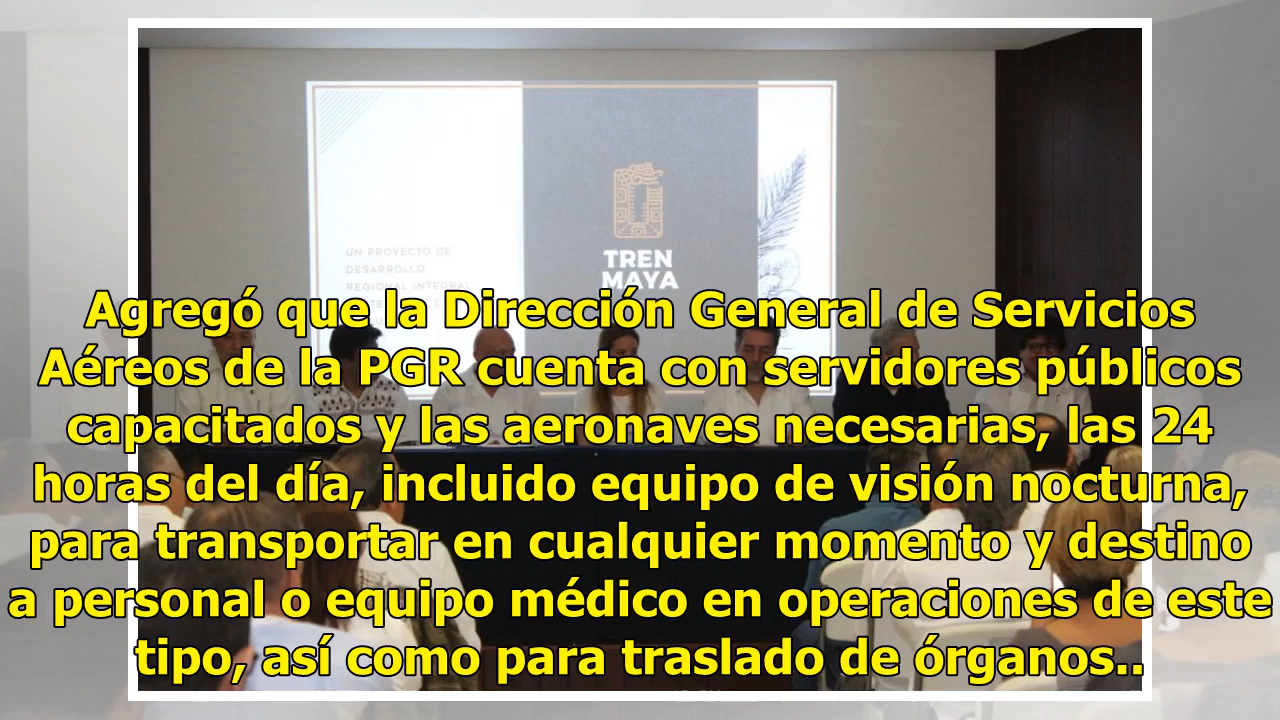 UN PROYECTO DE
DESARROLLO
REGIONAL INTEGRAL
TREN
MAYA
Agregó que la Dirección General de Servicios
Aéreos de la PGR cuenta con servidores públicos
capacitados y las aeronaves necesarias, las 24
horas del día, incluido equipo de visión nocturna,
para transportar en cualquier momento y destino
a personal o equipo médico en operaciones de este
tipo, así como para traslado de órganos..